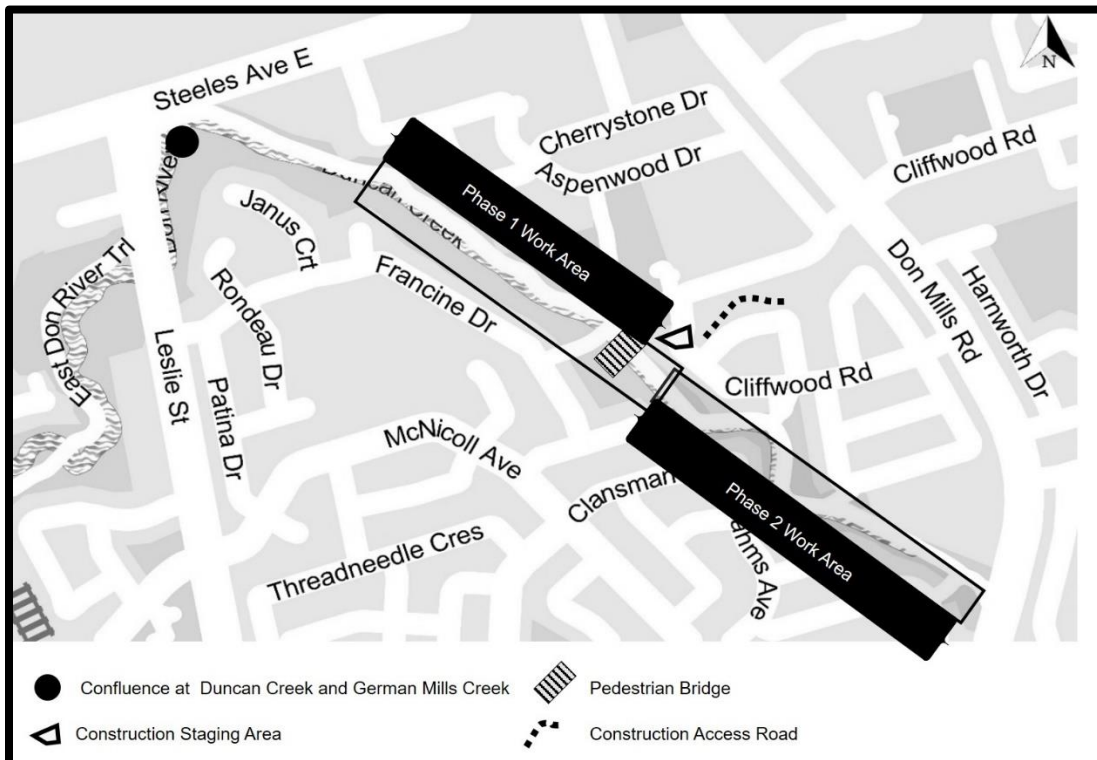 N
Steeles Ave E
Cherrystone Dr
Aspenwood Dr
Cliffwood Rd
Phase 1 Work Area
Creek
Janus Crt
Francine Dr
East Don River Trl
Rondeau Dr
Leslie St
Patina Dr
Don Mills Rd
Harnworth Dr
Cliffwood Rd
McNicoll Ave
Clansman
Phase 2 Work Area
Ave
Threadneedle Cres
Confluence at Duncan Creek and German Mills Creek
Pedestrian Bridge
Construction Staging Area
Construction Access Road